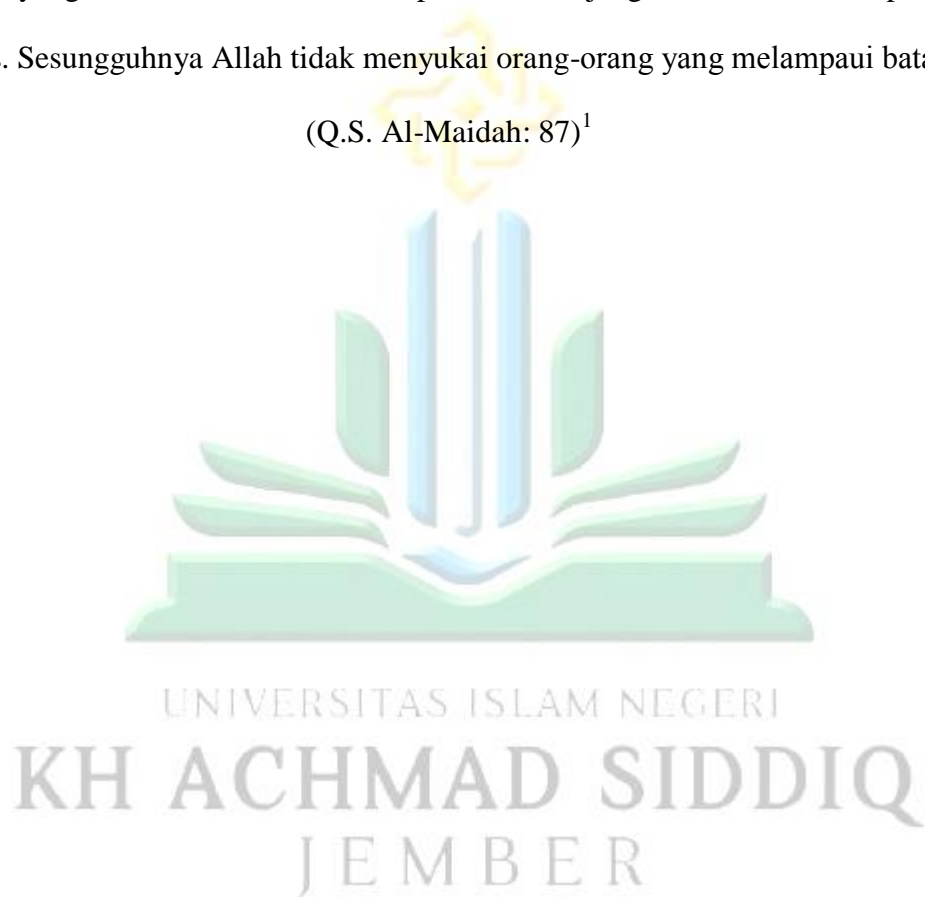 . Sesungguhnya Allah tidak menyukai orang-orang yang melampaui bata
(Q.S. Al-Maidah: 87)1
UNIVERSITAS ISLAM NEGERI
KH ACHMAD SIDDIQ
JEMBER